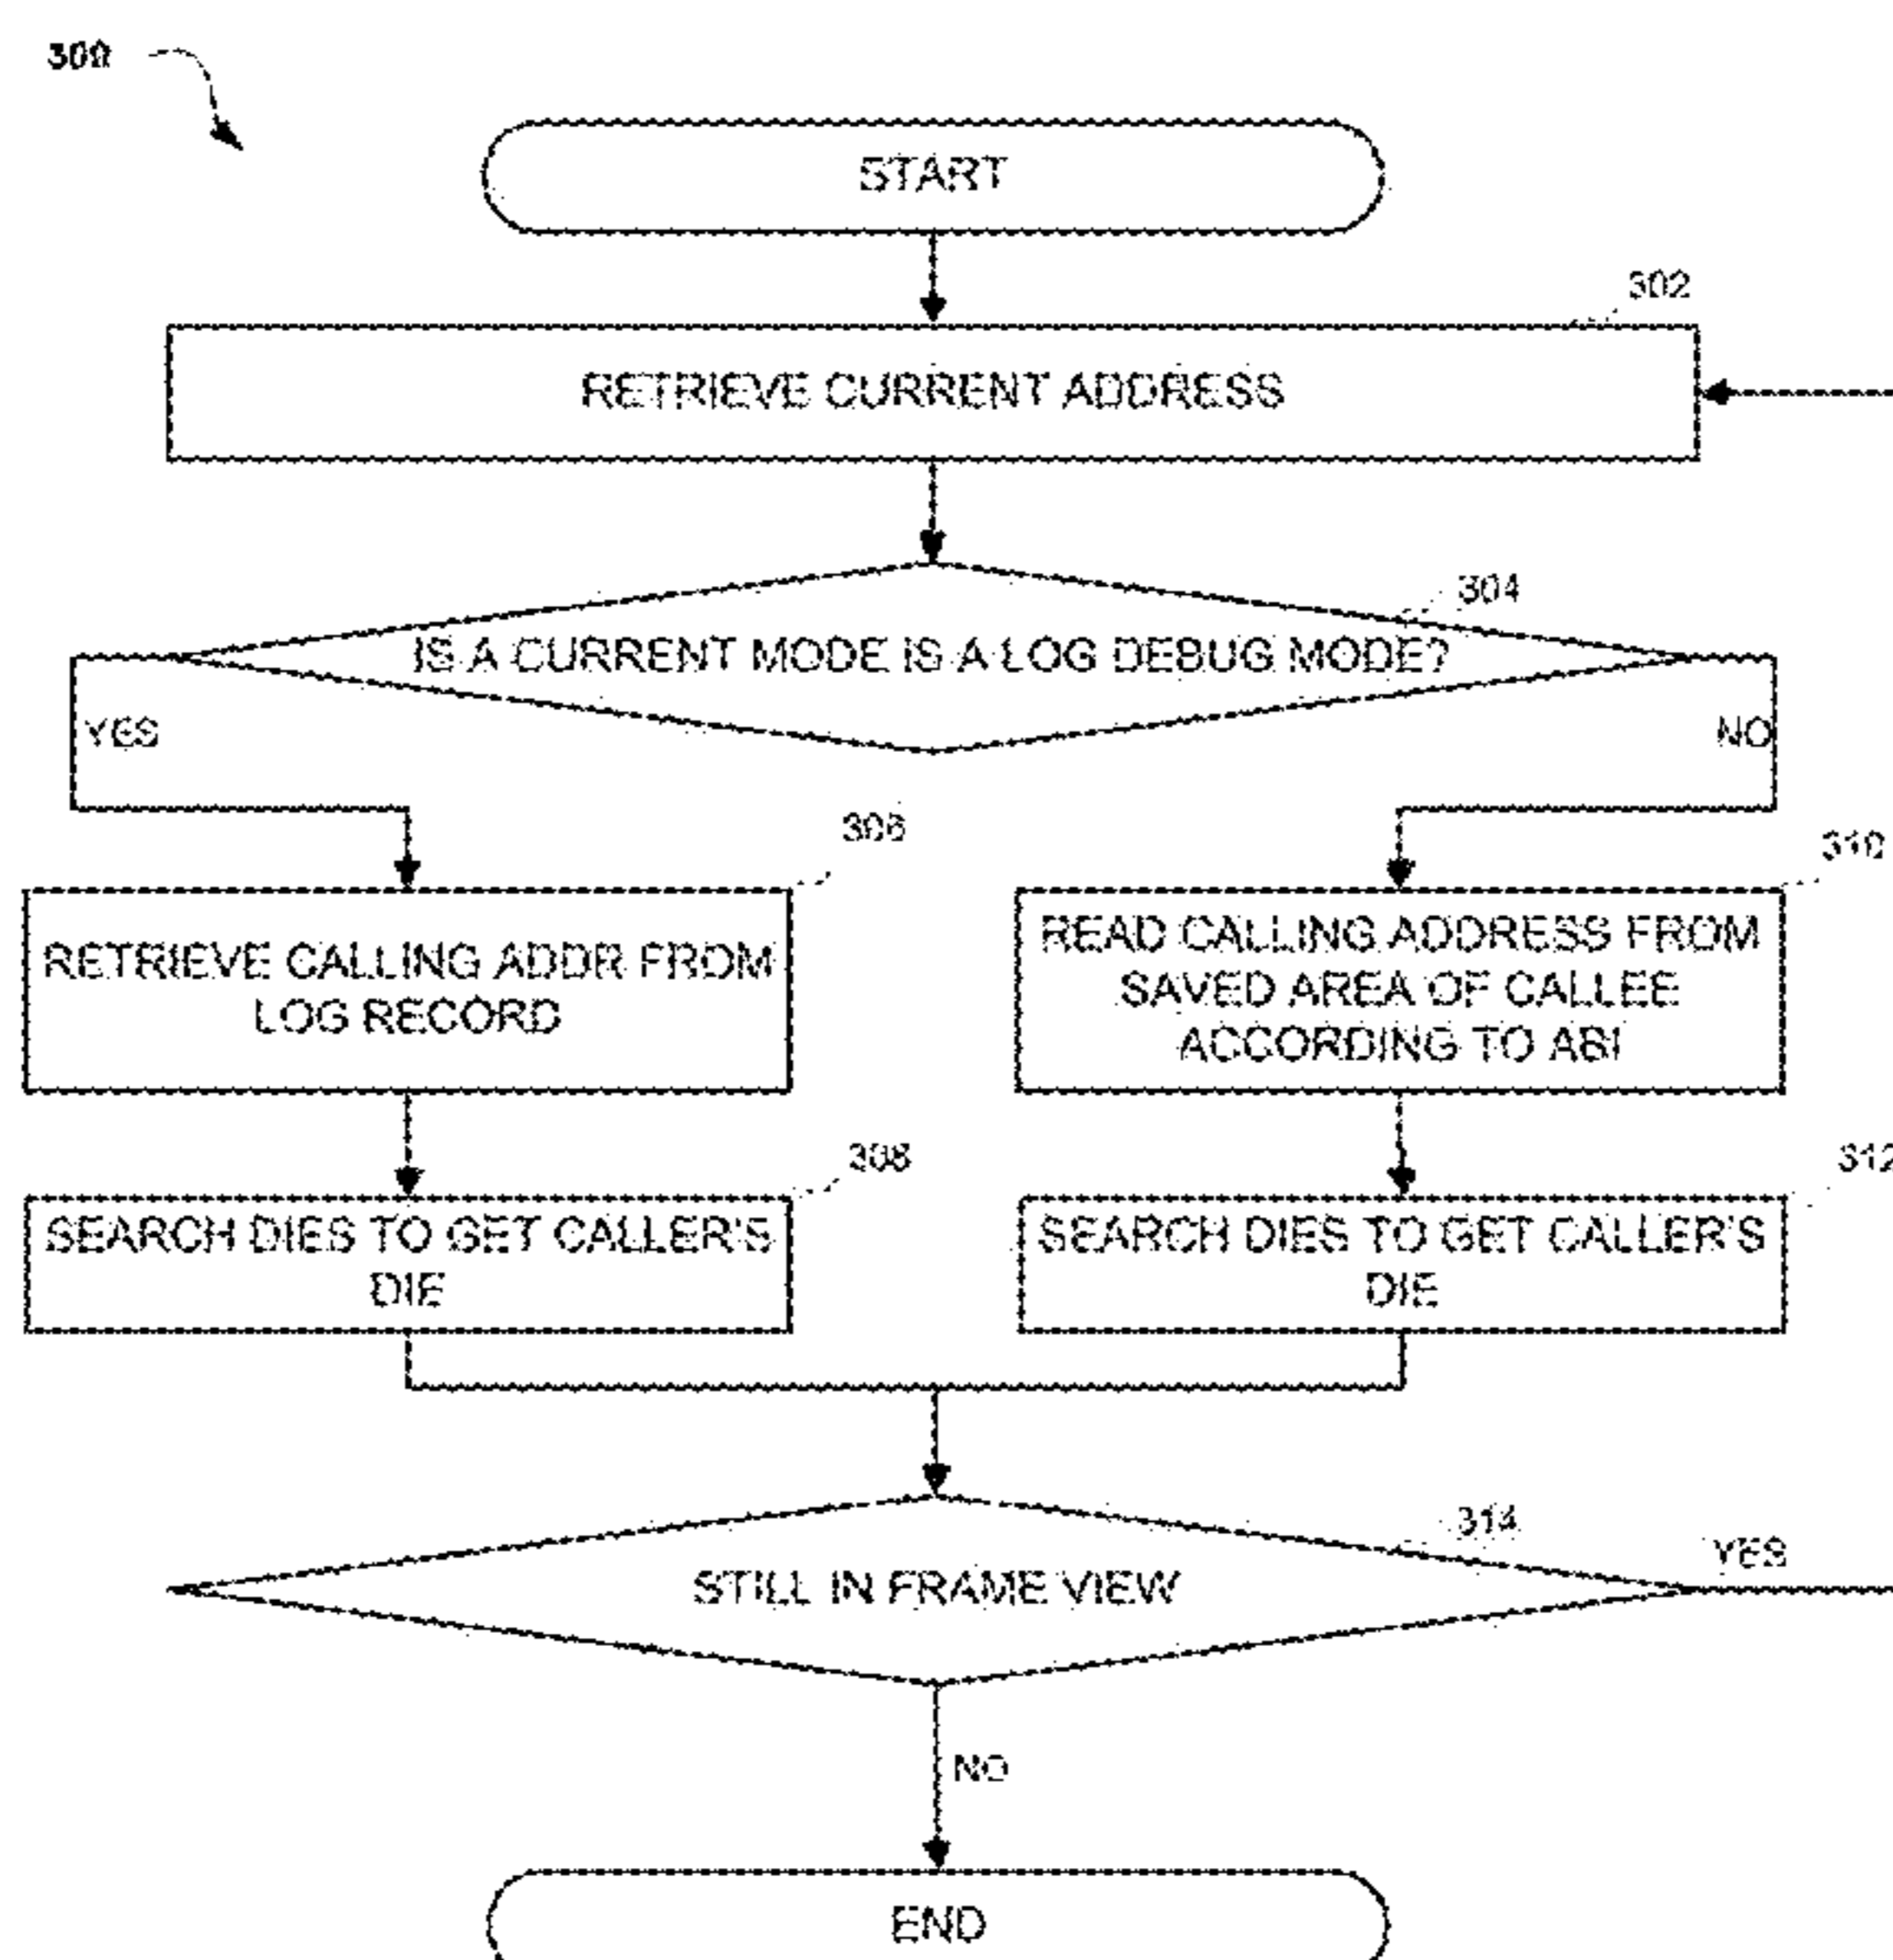 300
START
302
RETRIEVE CURRENT ADDRESS
304
IS A CURRENT MODE IS A LOG DEBUG MODE?
YES
NO
306
310
RETRIEVE CALLING ADDR FROM
LOG RECORD
READ CALLING ADDRESS FROM
SAVED AREA OF CALLEE
ACCORDING TO ABI
308
312
SEARCH DIES TO GET CALLER'S
DIE
SEARCH DIES TO GET CALLER'S
DIE
314
YES
STILL IN FRAME VIEW
NO
END